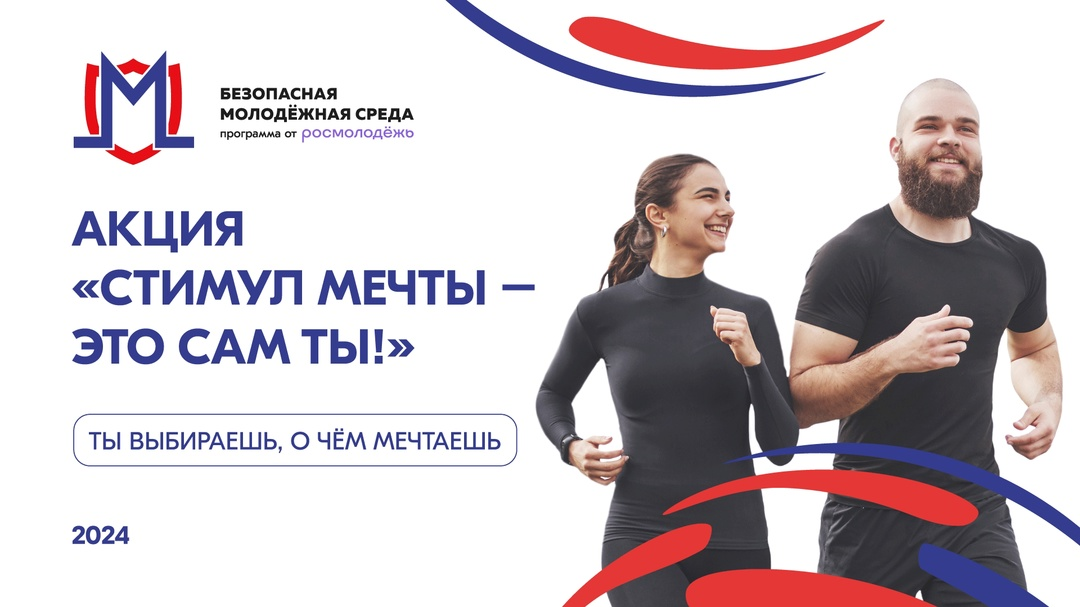 БЕЗОПАСНАЯ
МОЛОДЁЖНАЯ СРЕДА
программа от росмолодёжь
АКЦИЯ
«СТИМУЛ МЕЧТЫ –
ЭТО САМ ТЫ!»
ТЫ ВЫБИРАЕШЬ, О ЧЁМ МЕЧТАЕШЬ
2024